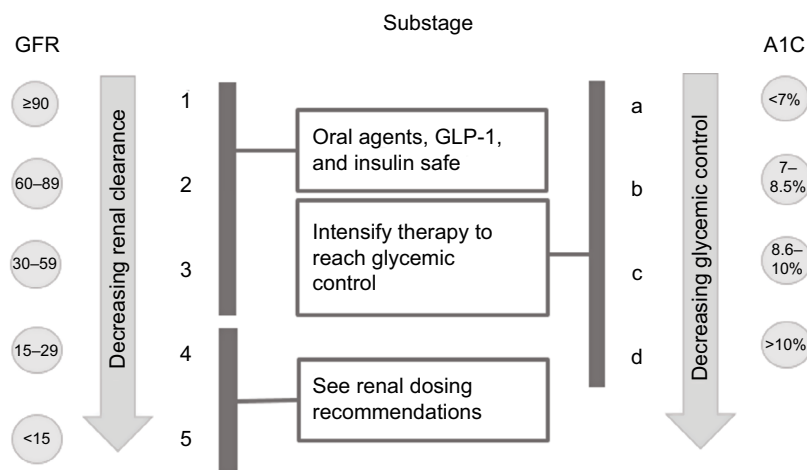 Substage
GFR
A1C
≥90
60–89
30–59
15–29
<15
Decreasing renal clearance
1
2
3
4
5
Oral agents, GLP-1,
and insulin safe
Intensify therapy to
reach glycemic
control
See renal dosing
recommendations
a
b
c
d
Decreasing glycemic control
<7%
7–
8.5%
8.6–
10%
>10%